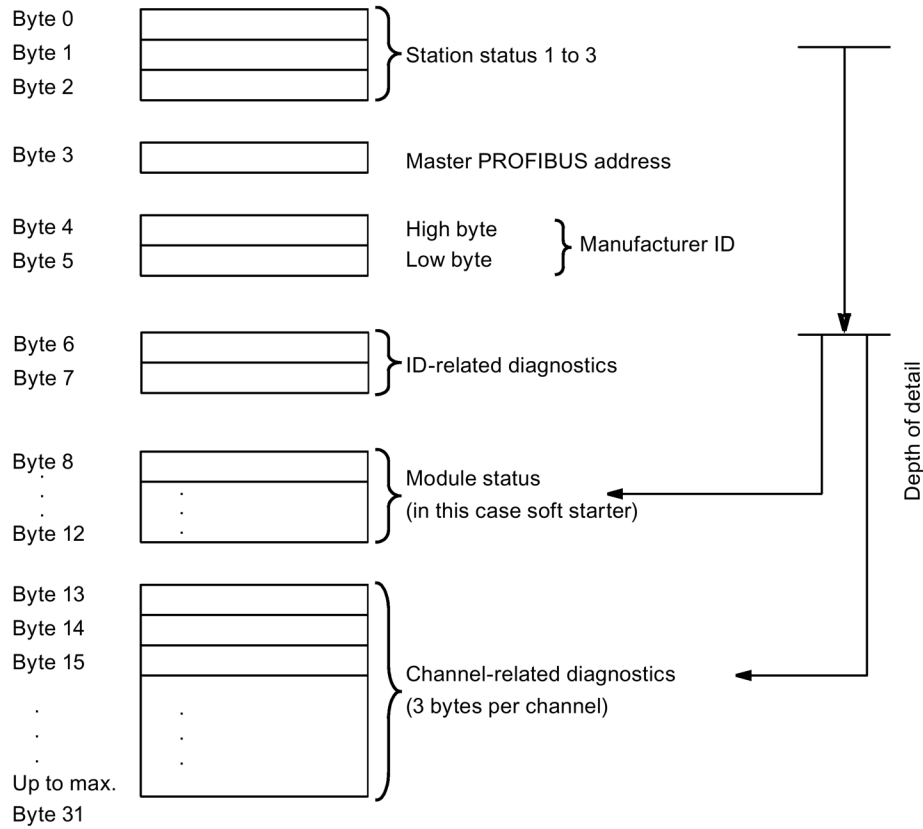 Byte 0
Byte 1
Byte 2
Station status 1 to 3
Byte 3
Master PROFIBUS address
Byte 4
High byte
Byte 5
Low byte
Manufacturer ID
Byte 6
Byte 7
ID-related diagnostics
Byte 8
.
.
.
Byte 12
Module status
(in this case soft starter)
Byte 13
Byte 14
Byte 15
Channel-related diagnostics
(3 bytes per channel)
.
.
.
Up to max.
Byte 31
Depth of detail